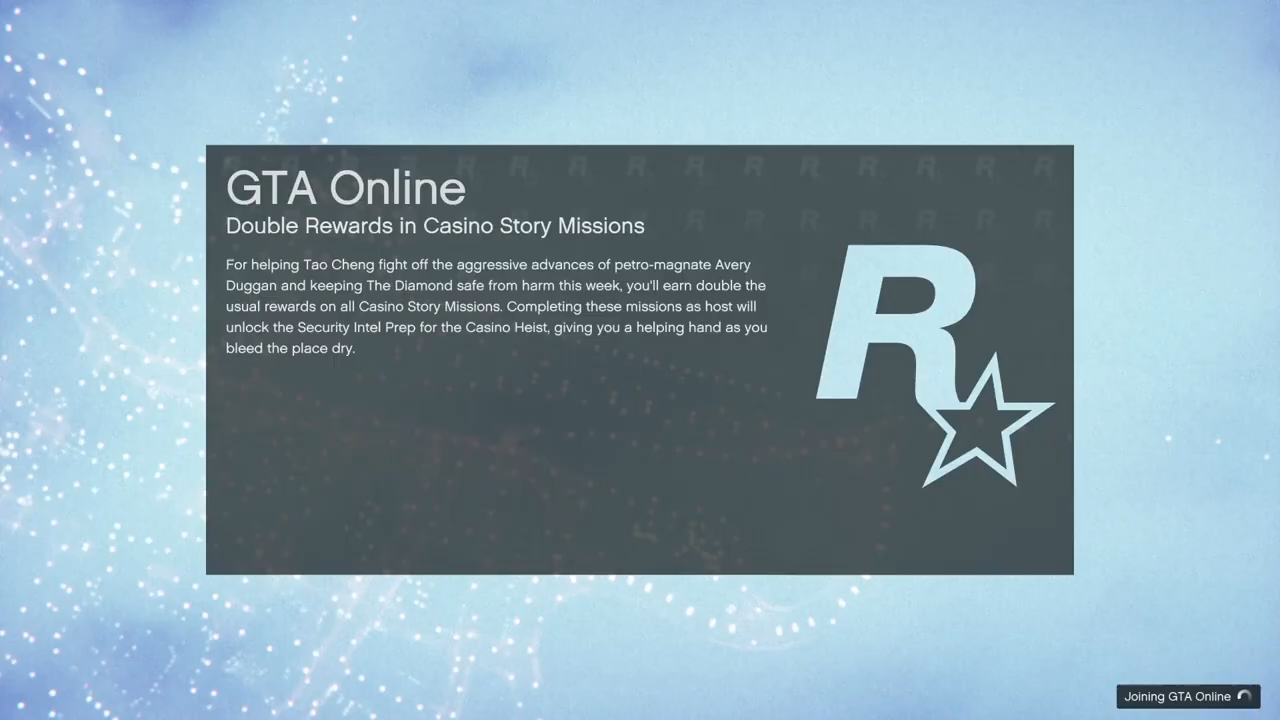 GTA Online
Double Rewards in Casino Story Missions
For helping Tao Cheng fight off the aggressive advances of petro-magnate Avery
Duggan and keeping The Diamond safe from harm this week, you'll earn double the
usual rewards on all Casino Story Missions. Completing these missions as host will
unlock the Security Intel Prep for the Casino Heist, giving you a helping hand as you
bleed the place dry.
R
Joining GTA Online